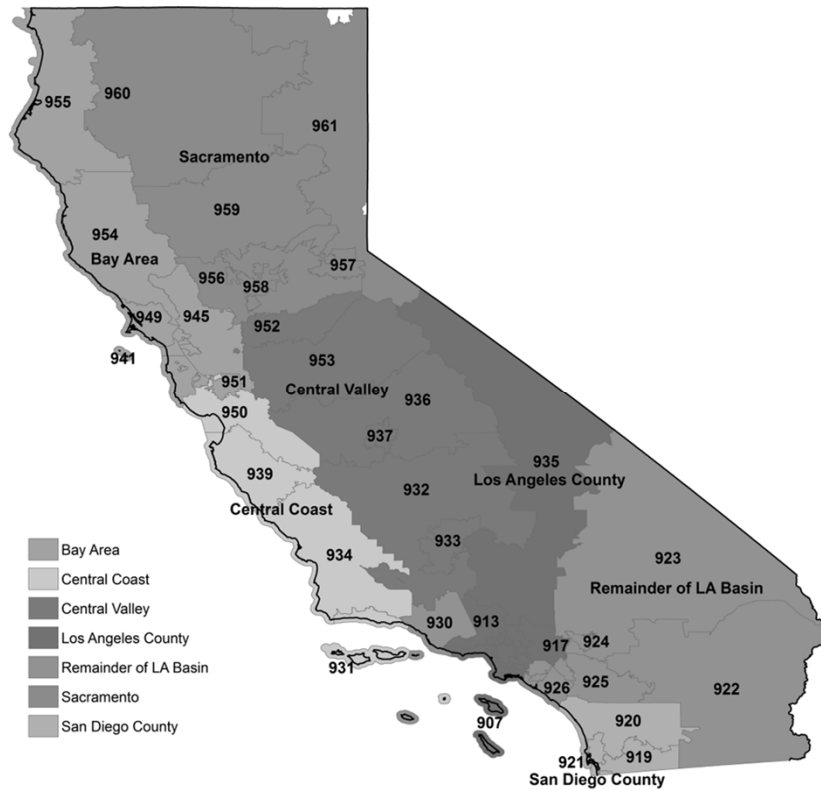 955
960
961
Sacramento
959
954
Bay Area
956
958
957
949
945
952
941
953
951
Central Valley
936
950
937
935
939
932
Los Angeles County
Central Coast
933
934
923
Remainder of LA Basin
930
913
917
924
931
926
925
922
907
920
921
919
San Diego County
Bay Area
Central Coast
Central Valley
Los Angeles County
Remainder of LA Basin
Sacramento
San Diego County